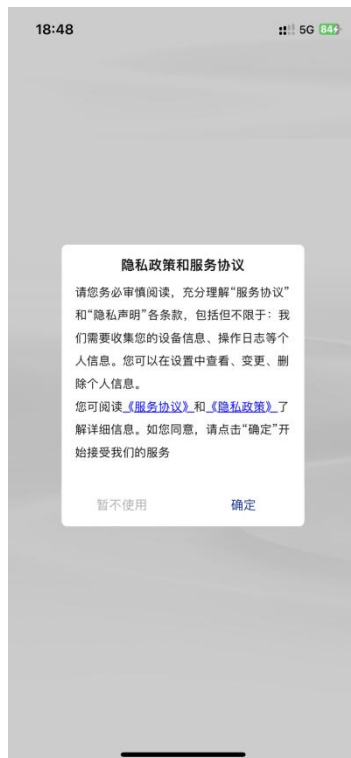 18:48 5G 84
隐私政策和服务协议
请您务必审慎阅读，充分理解“服务协议”
和“隐私声明”各条款，包括但不限于：我
们需要收集您的设备信息、操作日志等个
人信息。您可以在设置中查看、变更、删
除个人信息。
您可阅读《服务协议》和《隐私政策》了
解详细信息。如您同意，请点击“确定”开
始接受我们的服务
暂不使用 确定